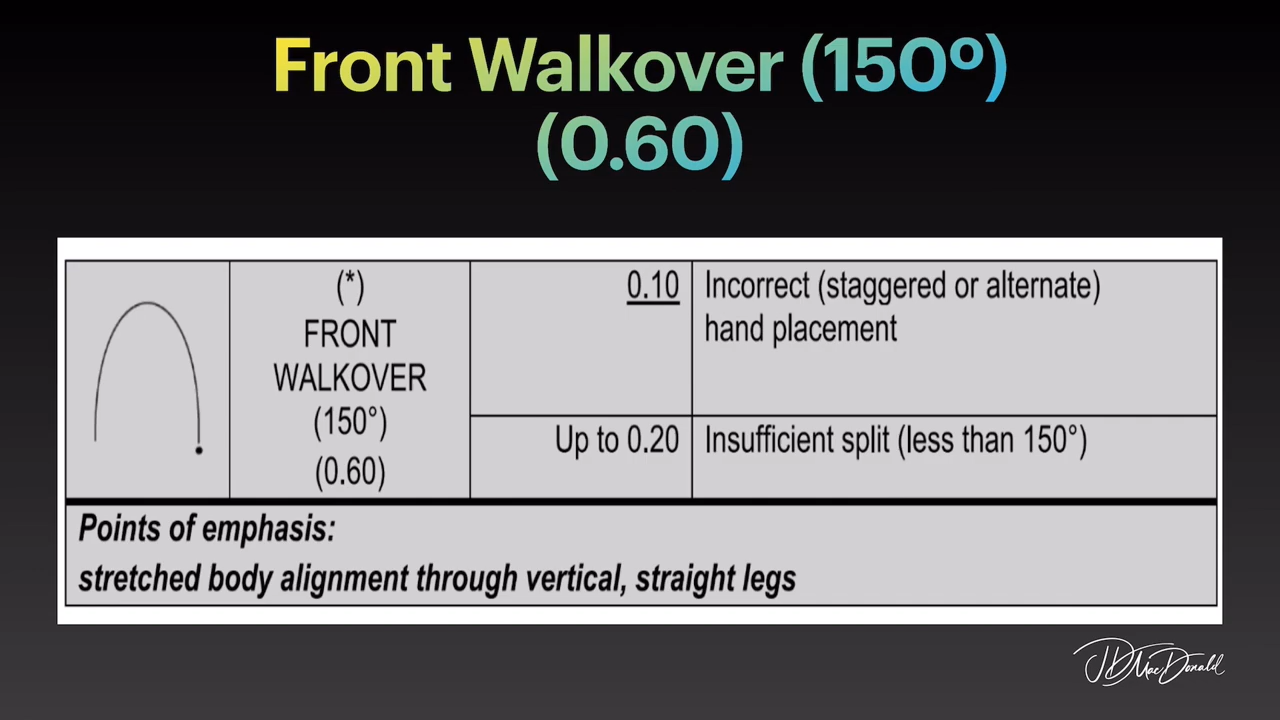 Front Walkover (150º)
(0.60)
(*)
FRONT
WALKOVER
(150°)
(0.60)
0.10 Incorrect (staggered or alternate)
hand placement
Up to 0.20 Insufficient split (less than 150°)
Points of emphasis:
stretched body alignment through vertical, straight legs
JDMacDonald